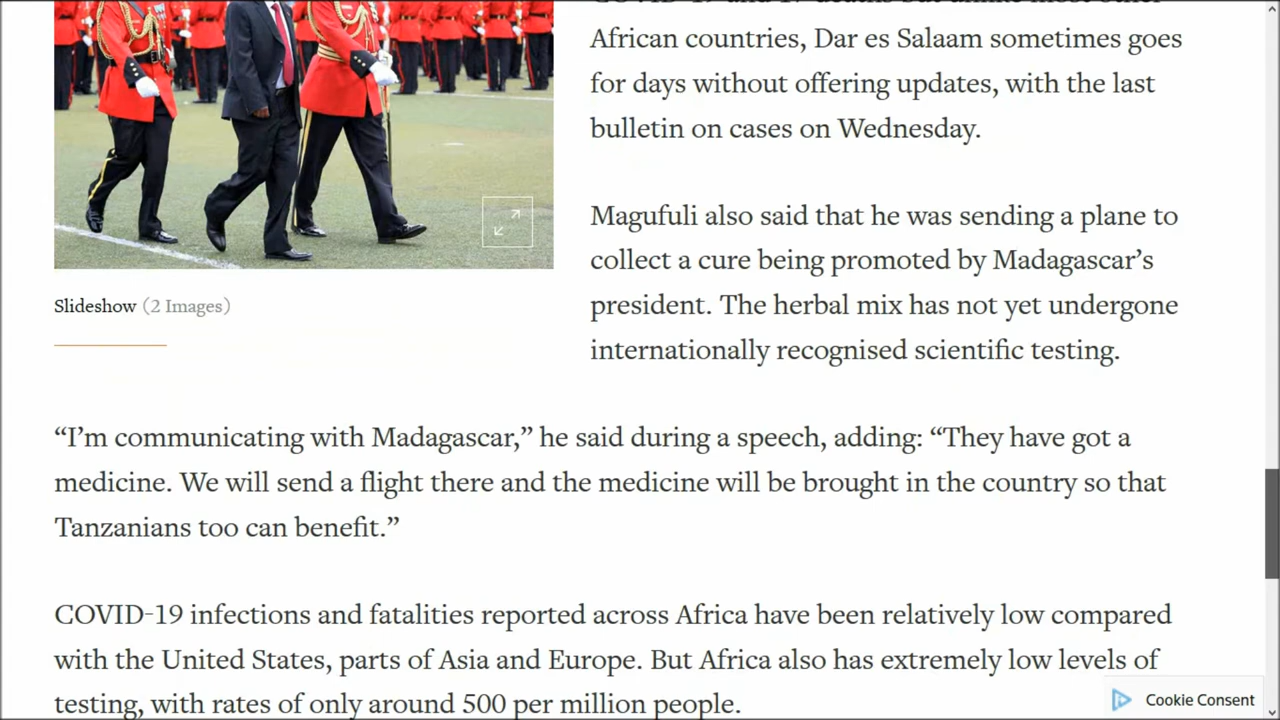 African countries, Dar es Salaam sometimes goes
for days without offering updates, with the last
bulletin on cases on Wednesday.
Magufuli also said that he was sending a plane to
collect a cure being promoted by Madagascar’s
president. The herbal mix has not yet undergone
internationally recognised scientific testing.
Slideshow (2 Images)
“I’m communicating with Madagascar,” he said during a speech, adding: “They have got a
medicine. We will send a flight there and the medicine will be brought in the country so that
Tanzanians too can benefit.”
COVID-19 infections and fatalities reported across Africa have been relatively low compared
with the United States, parts of Asia and Europe. But Africa also has extremely low levels of
testing, with rates of only around 500 per million people.
Cookie Consent